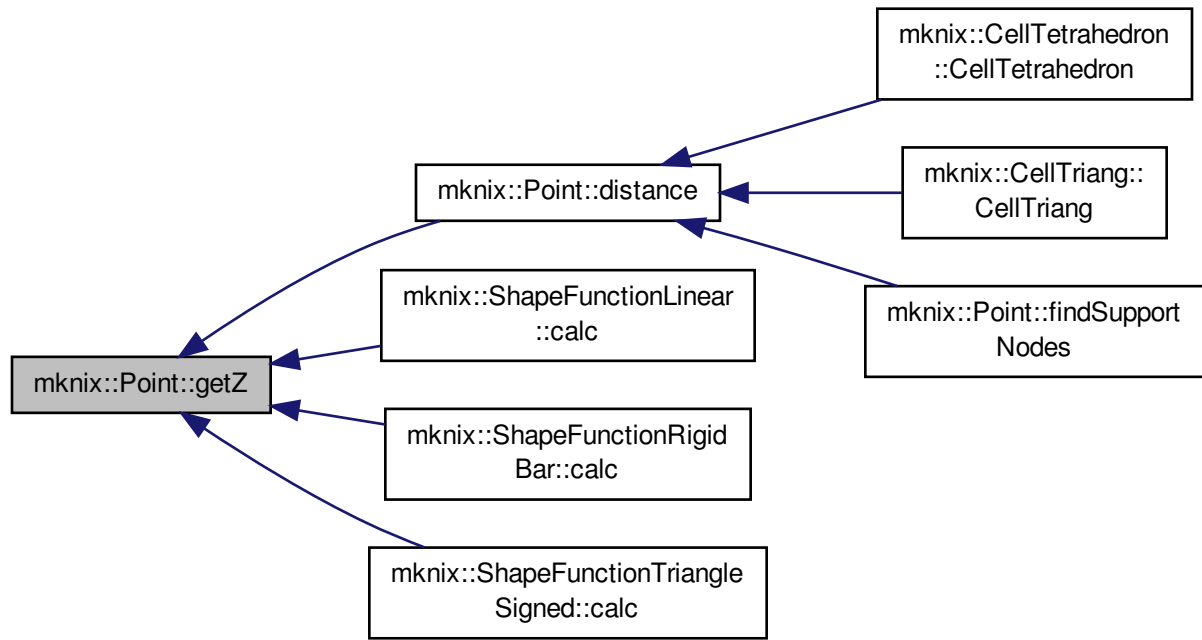 mknix::CellTetrahedron
::CellTetrahedron
mknix::Point::distance
mknix::CellTriang::
CellTriang
mknix::ShapeFunctionLinear
::calc
mknix::Point::findSupport
Nodes
mknix::Point::getZ
mknix::ShapeFunctionRigid
Bar::calc
mknix::ShapeFunctionTriangle
Signed::calc